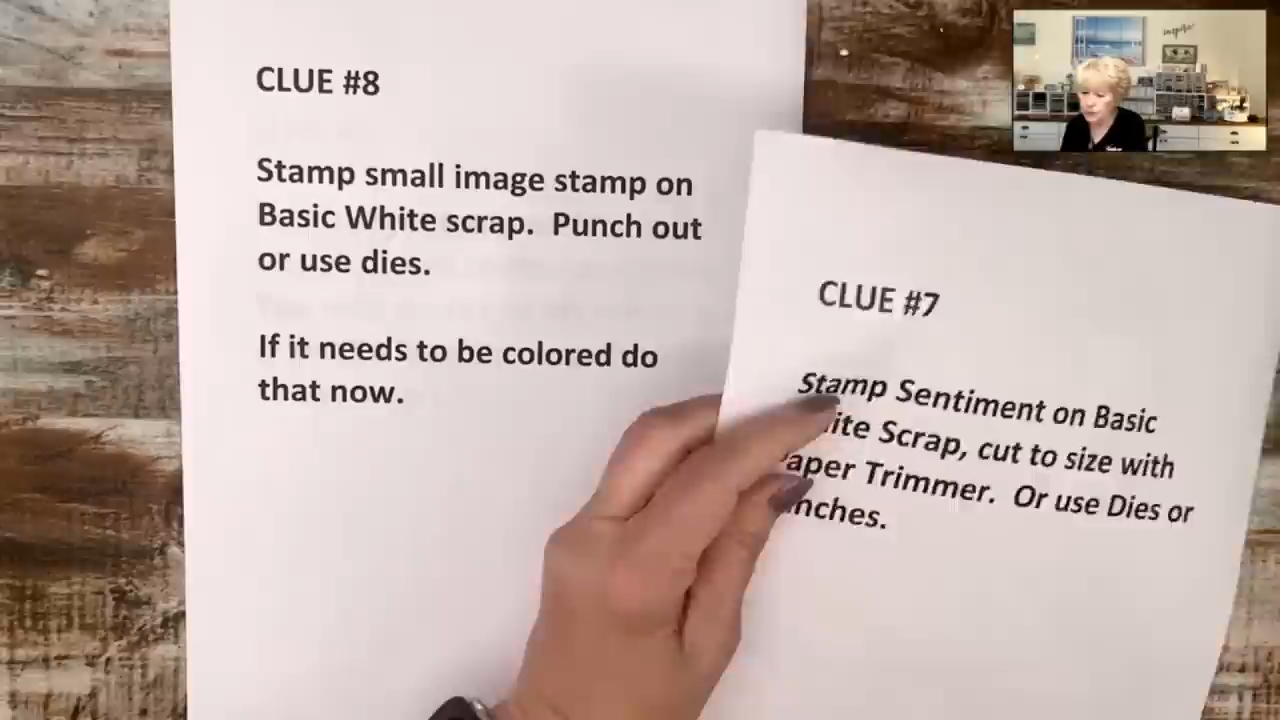 CLUE #8
Stamp small image stamp on
Basic White scrap.  Punch out
or use dies.
If it needs to be colored do
that now.
CLUE #7
Stamp Sentiment on Basic
Scrap, cut to size with
Trimmer.  Or use Dies or
inspire